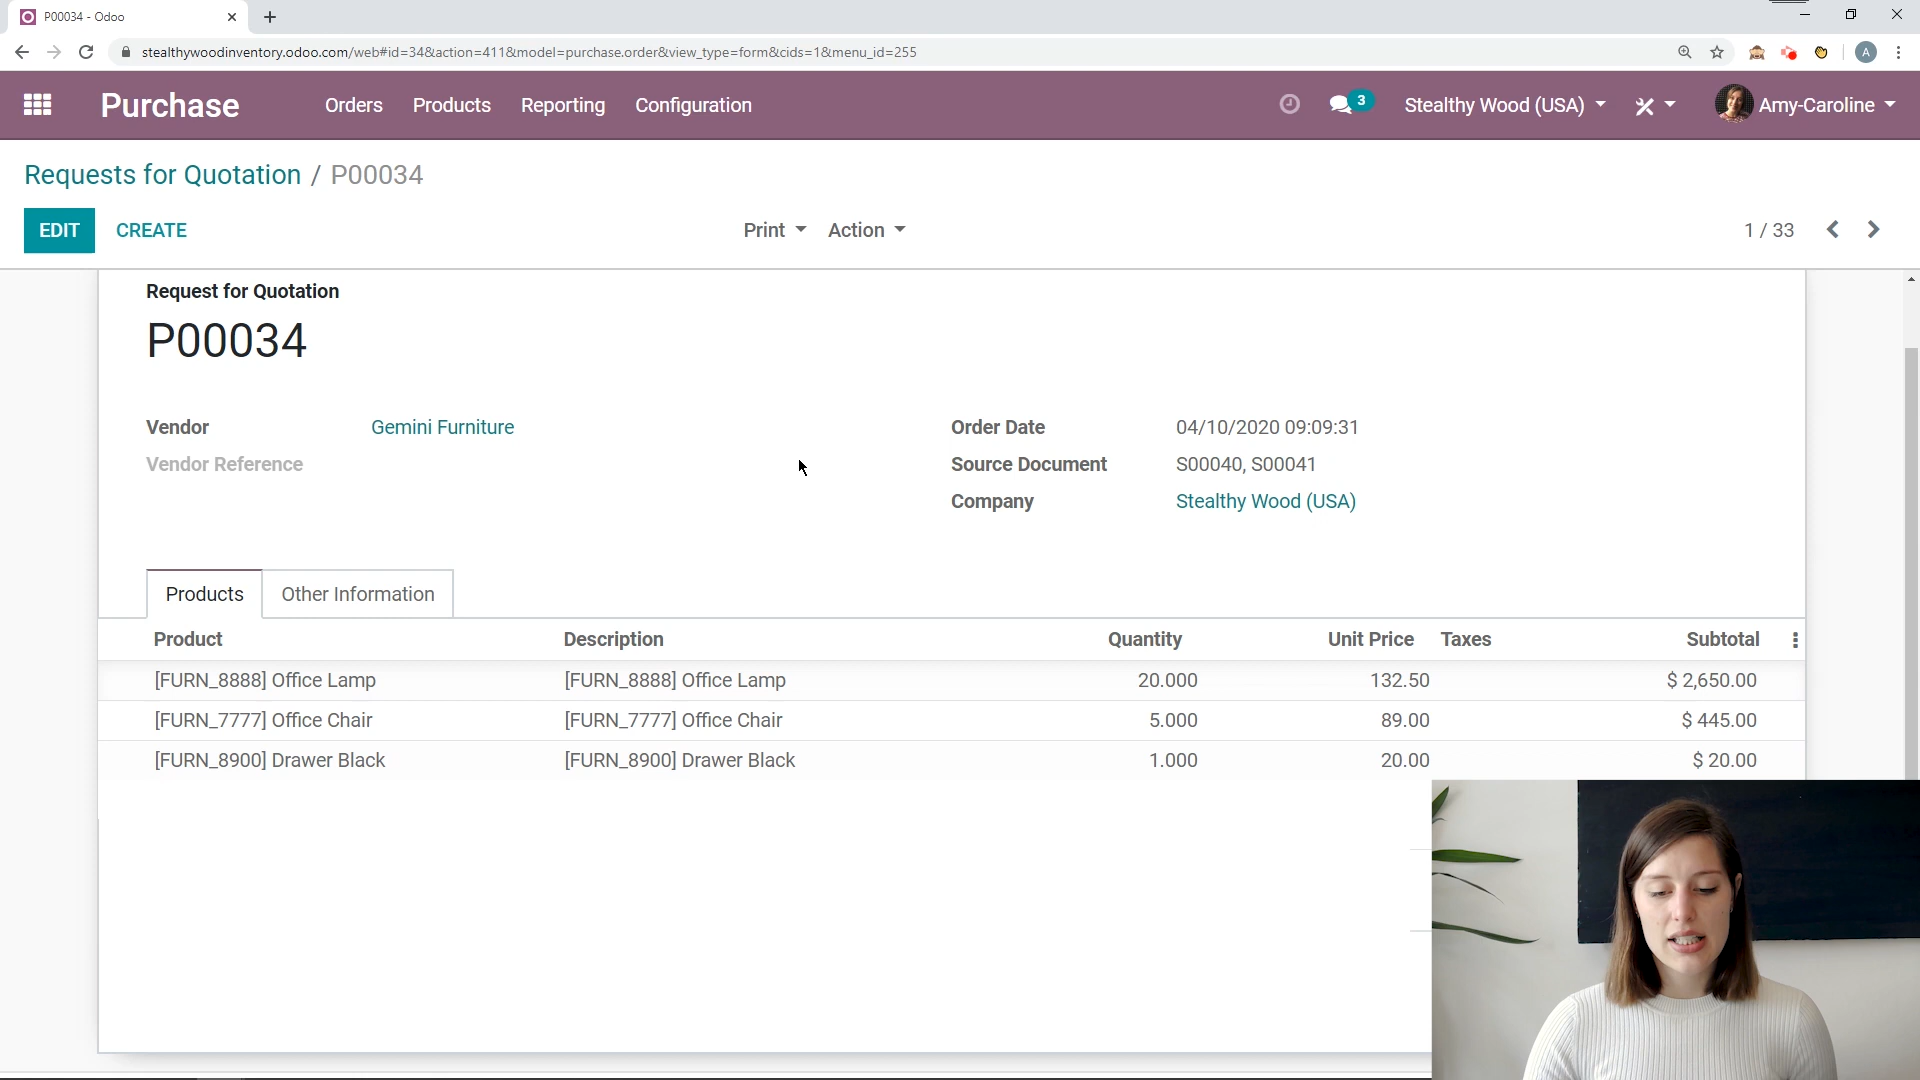 P00034 - Odoo
stealthywoodinventory.odoo.com/web#id=34&action=411&model=purchase.order&view_type=form&cids=1&menu_id=255
A
Purchase
Orders Products Reporting Configuration
3
Stealthy Wood (USA)
Amy-Caroline
Requests for Quotation / P00034
EDIT CREATE
Print Action
1 / 33
Request for Quotation
P00034
Vendor Gemini Furniture
Order Date 04/10/2020 09:09:31
Vendor Reference
Source Document S00040, S00041
Company Stealthy Wood (USA)
Products Other Information
Product Description Quantity Unit Price Taxes Subtotal
[FURN_8888] Office Lamp [FURN_8888] Office Lamp 20.000 132.50 $ 2,650.00
[FURN_7777] Office Chair [FURN_7777] Office Chair 5.000 89.00 $ 445.00
[FURN_8900] Drawer Black [FURN_8900] Drawer Black 1.000 20.00 $ 20.00